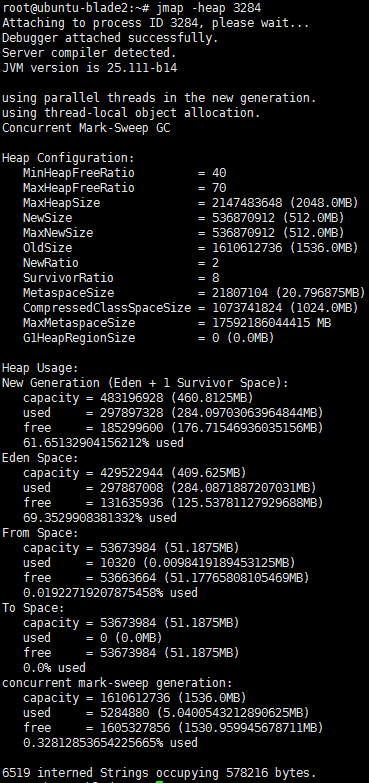 root@ubuntu-blade2:~# jmap -heap 3284
Attaching to process ID 3284, please wait...
Debugger attached successfully.
Server compiler detected.
JVM version is 25.111-b14

using parallel threads in the new generation.
using thread-local object allocation.
Concurrent Mark-Sweep GC

Heap Configuration:
   MinHeapFreeRatio         = 40
   MaxHeapFreeRatio         = 70
   MaxHeapSize              = 2147483648 (2048.0MB)
   NewSize                  = 536870912 (512.0MB)
   MaxNewSize               = 536870912 (512.0MB)
   OldSize                  = 1610612736 (1536.0MB)
   NewRatio                 = 2
   SurvivorRatio            = 8
   MetaspaceSize            = 21807104 (20.796875MB)
   CompressedClassSpaceSize = 1073741824 (1024.0MB)
   MaxMetaspaceSize         = 17592186044415 MB
   G1HeapRegionSize         = 0 (0.0MB)

Heap Usage:
New Generation (Eden + 1 Survivor Space):
   capacity = 483196928 (460.8125MB)
   used     = 297897328 (284.09703063964844MB)
   free     = 185299600 (176.71546936035156MB)
   61.65132904156212% used
Eden Space:
   capacity = 429522944 (409.625MB)
   used     = 297887008 (284.0871887207031MB)
   free     = 131635936 (125.53781127929688MB)
   69.3529908381332% used
From Space:
   capacity = 53673984 (51.1875MB)
   used     = 10320 (0.0098419189453125MB)
   free     = 53663664 (51.17765808105469MB)
   0.01922719207875458% used
To Space:
   capacity = 53673984 (51.1875MB)
   used     = 0 (0.0MB)
   free     = 53673984 (51.1875MB)
   0.0% used
concurrent mark-sweep generation:
   capacity = 1610612736 (1536.0MB)
   used     = 5284880 (5.0400543212890625MB)
   free     = 1605327856 (1530.959945678711MB)
   0.32812853654225665% used

6519 interned Strings occupying 578216 bytes.